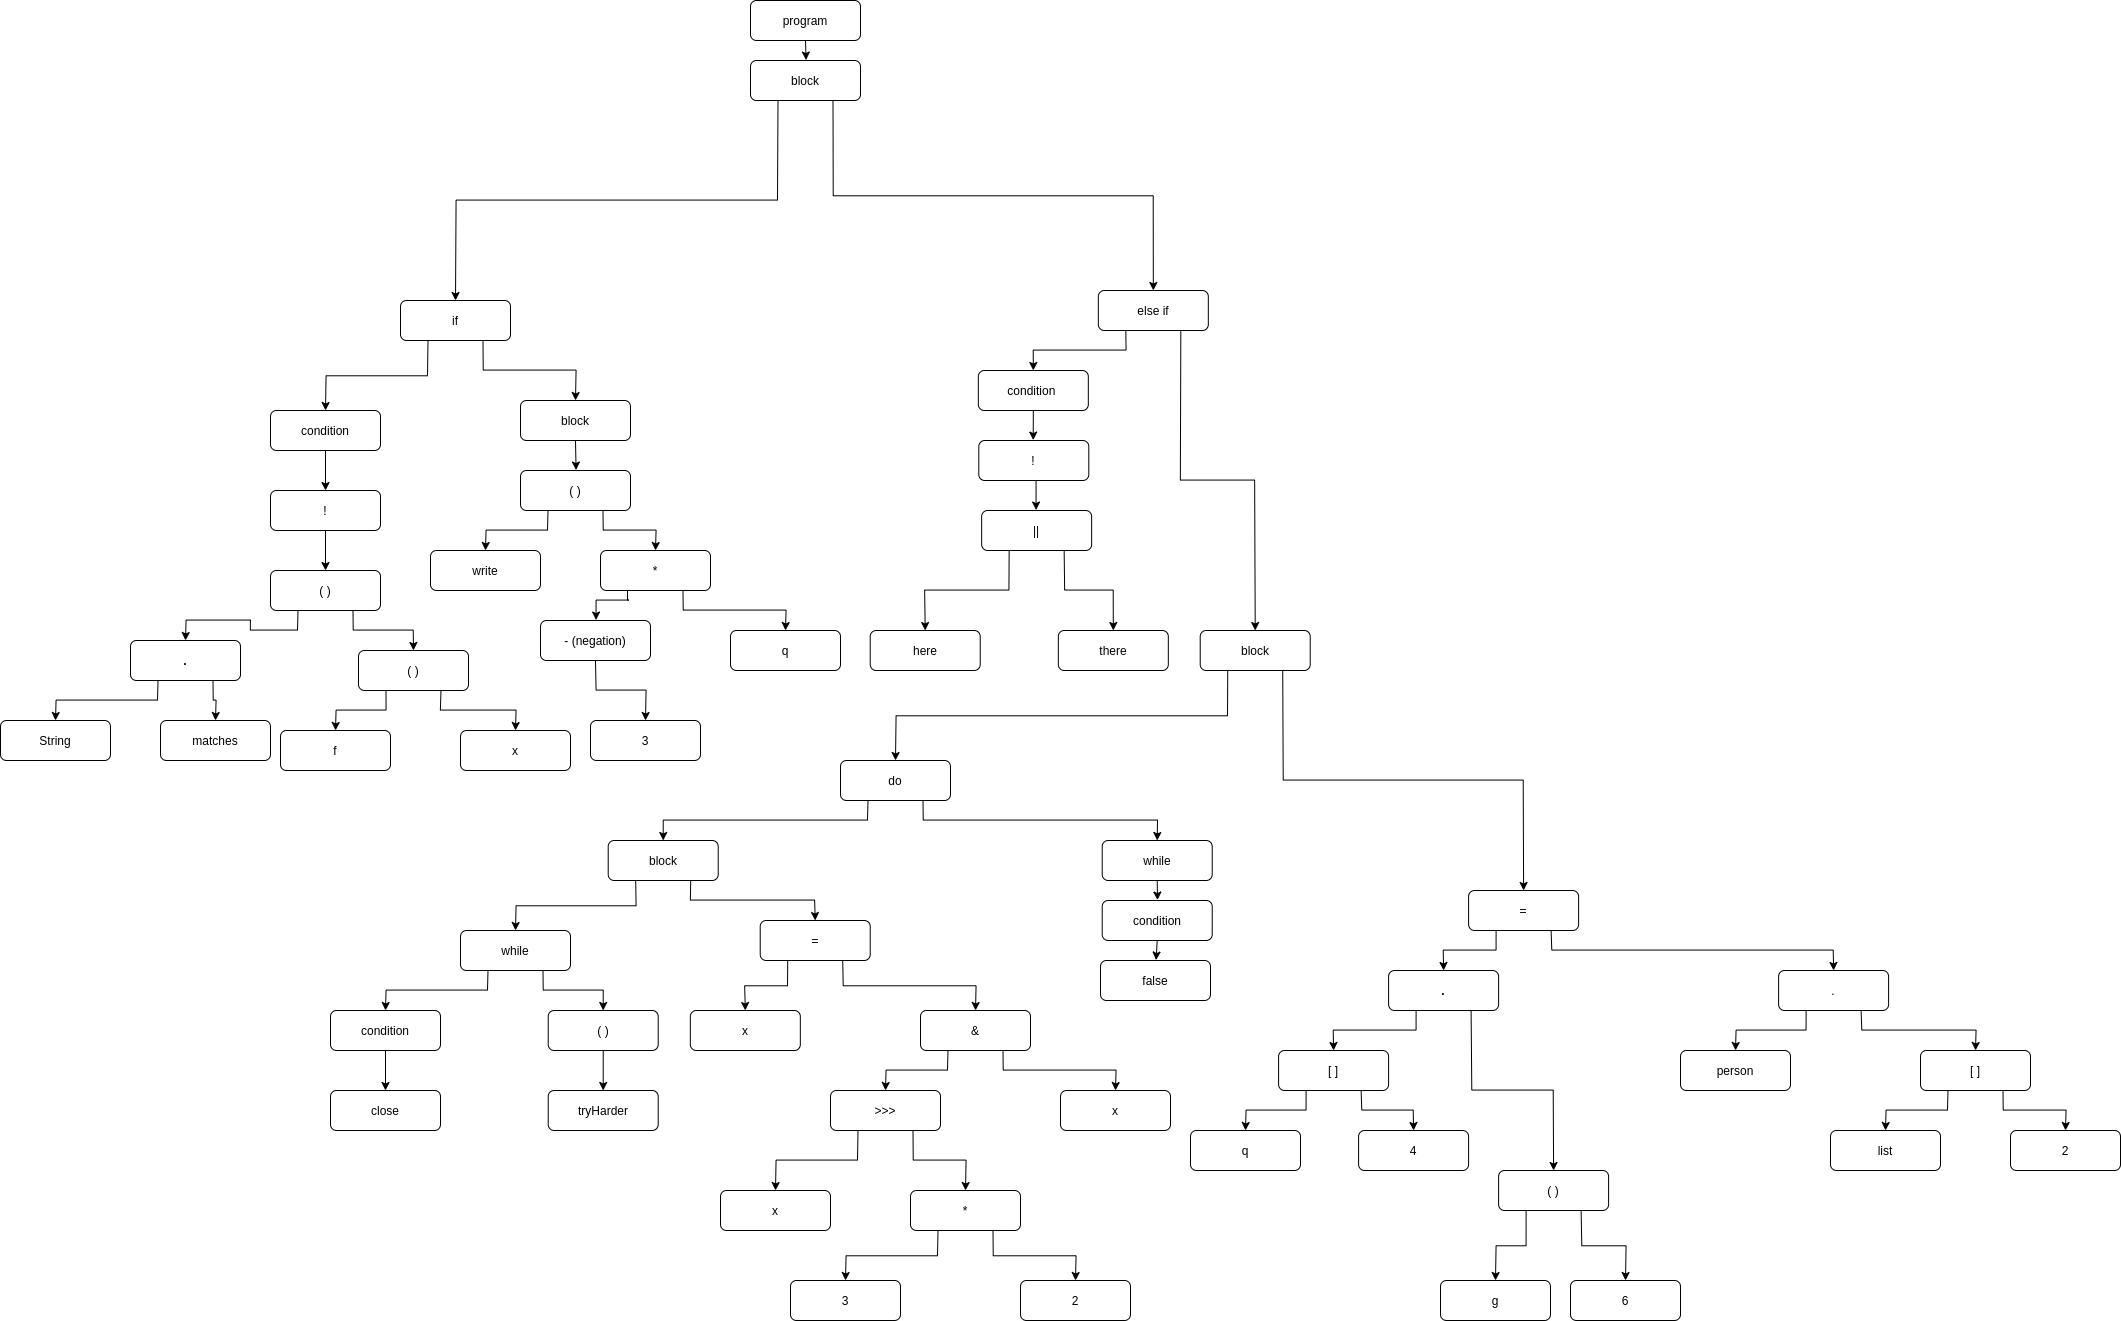 program
block
if
else if
condition
block
condition
!
( )
!
( )
write
*
||
.
( )
- (negation)
q
here
there
block
String
matches
f
x
3
do
block
while
=
while
=
condition
false
.
.
condition
( )
x
&
[ ]
person
[ ]
close
tryHarder
>>>
x
q
4
list
2
x
*
( )
3
2
g
6